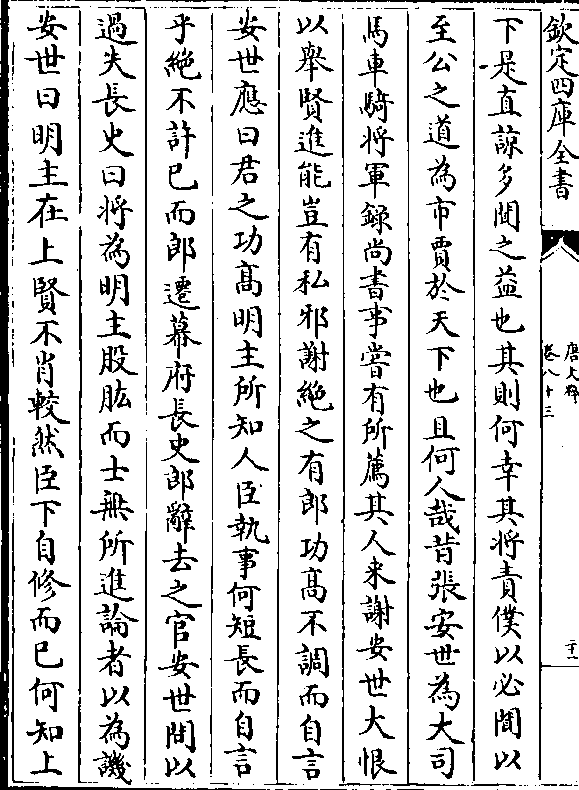 欽定四庫全書
唐文粹
卷八十三
二十一
下是直諒多聞之益也其則何幸其將責僕以必聞以
至公之道為市賈於天下也且何人哉昔張安世為大司
馬車騎將軍録尚書事嘗有所薦其人来謝安世大恨
以舉賢進能豈有私邪謝絶之有郎功髙不調而自言
安世應曰君之功髙明主所知人臣執事何短長而自言
乎絶不許已而郎遷幕府長史郎辭去之官安世問以
過失長史曰將為明主股肱而士無所進論者以為譏
安世曰明主在上賢不肖較然臣下自修而已何知上